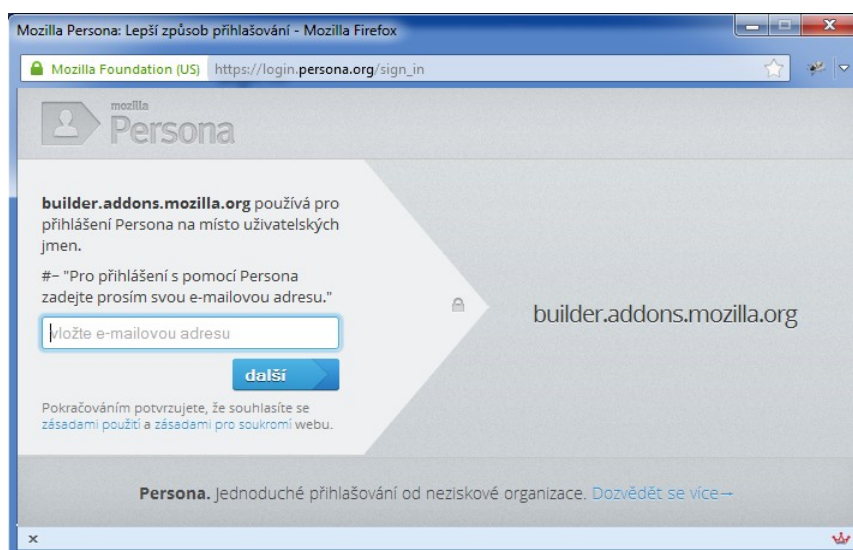 Mozilla Persona: Lepší způsob přihlašování - Mozilla Firefox
Mozilla Foundation (US) https://login.persona.org/sign_in
mozilla
Persona
builder.addons.mozilla.org používá pro
přihlášení Persona na místo uživatelských
jmen.
#~ "Pro přihlášení s pomocí Persona
zadejte prosím svou e-mailovou adresu."
vložte e-mailovou adresu
další
Pokračováním potvrzujete, že souhlasíte se
zásadami použití a zásadami pro soukromí webu.
builder.addons.mozilla.org
Persona. Jednoduché přihlašování od neziskové organizace. Dozvědět se více→